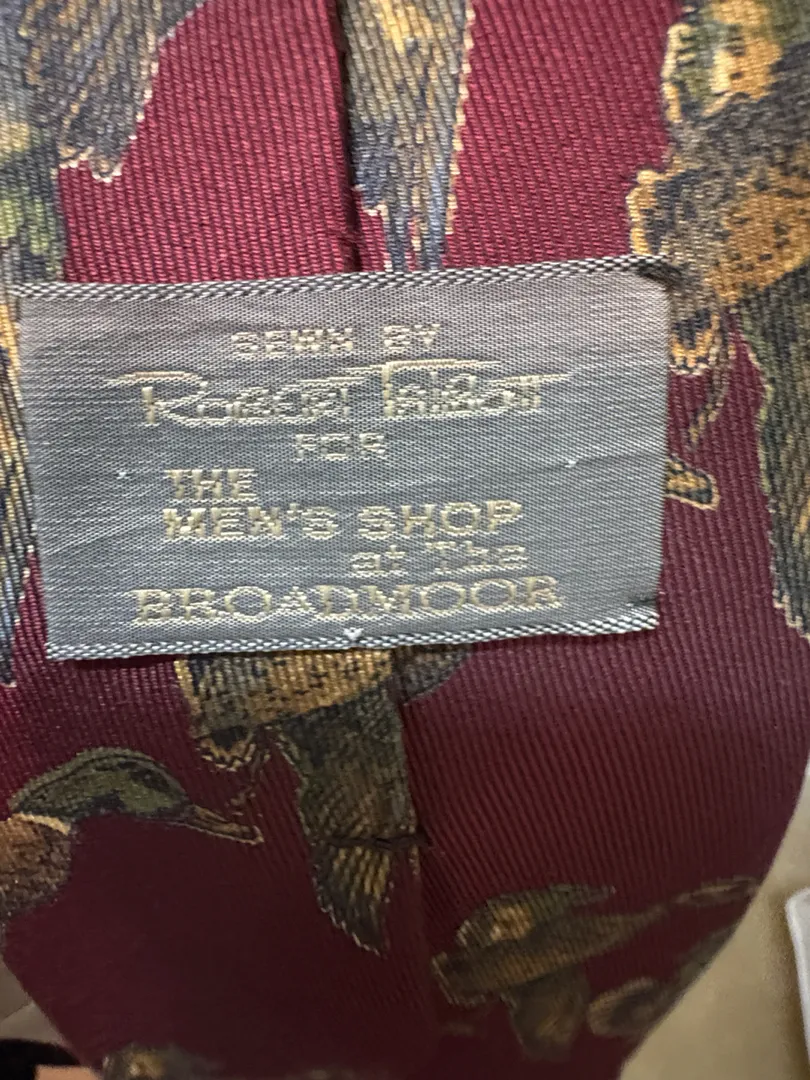 SEWN BY
Robert Talbott
FOR
THE
MEN'S SHOP
at The
BROADMOOR